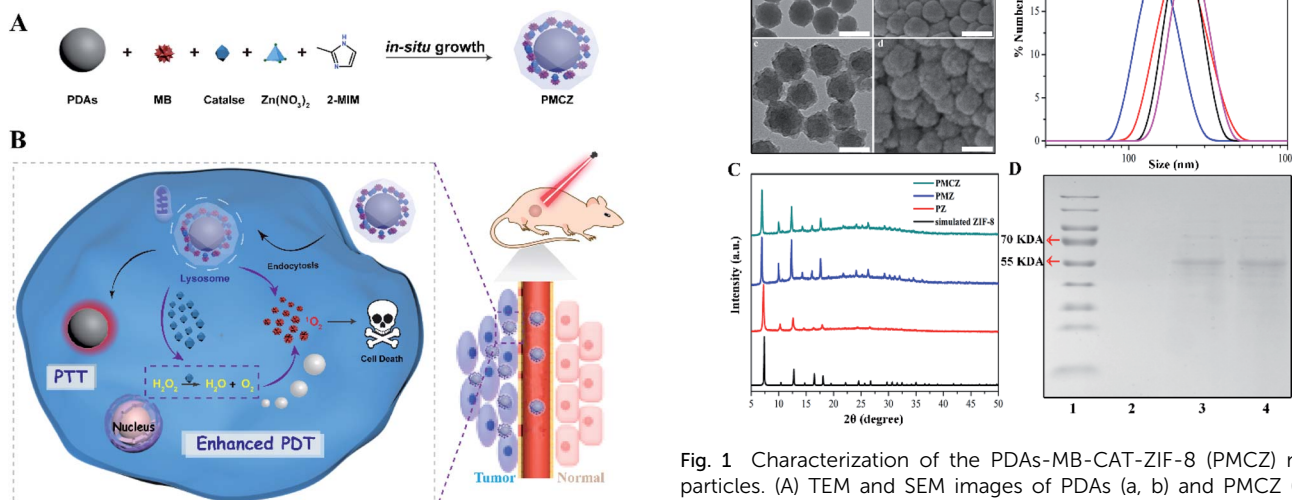 A
+ + + +
in-situ growth
PDAs MB Catalse Zn(NO₃)₂ 2-MIM PMCZ
N
N
H
B
Lysosome
Endocytosis
¹O₂
Cell Death
PTT
H₂O₂ → H₂O + O₂
Nucleus
Enhanced PDT
Tumor Normal
c d
% Number
15
10
5
0
100
Size (nm)
C
PMCZ
PMZ
PZ
simulated ZIF-8
Intensity (a.u.)
5 10 15 20 25 30 35 40 45 50
2θ (degree)
D
70 KDA
55 KDA
1 2 3 4
Fig. 1 Characterization of the PDAs-MB-CAT-ZIF-8 (PMCZ)
particles. (A) TEM and SEM images of PDAs (a, b) and PMCZ